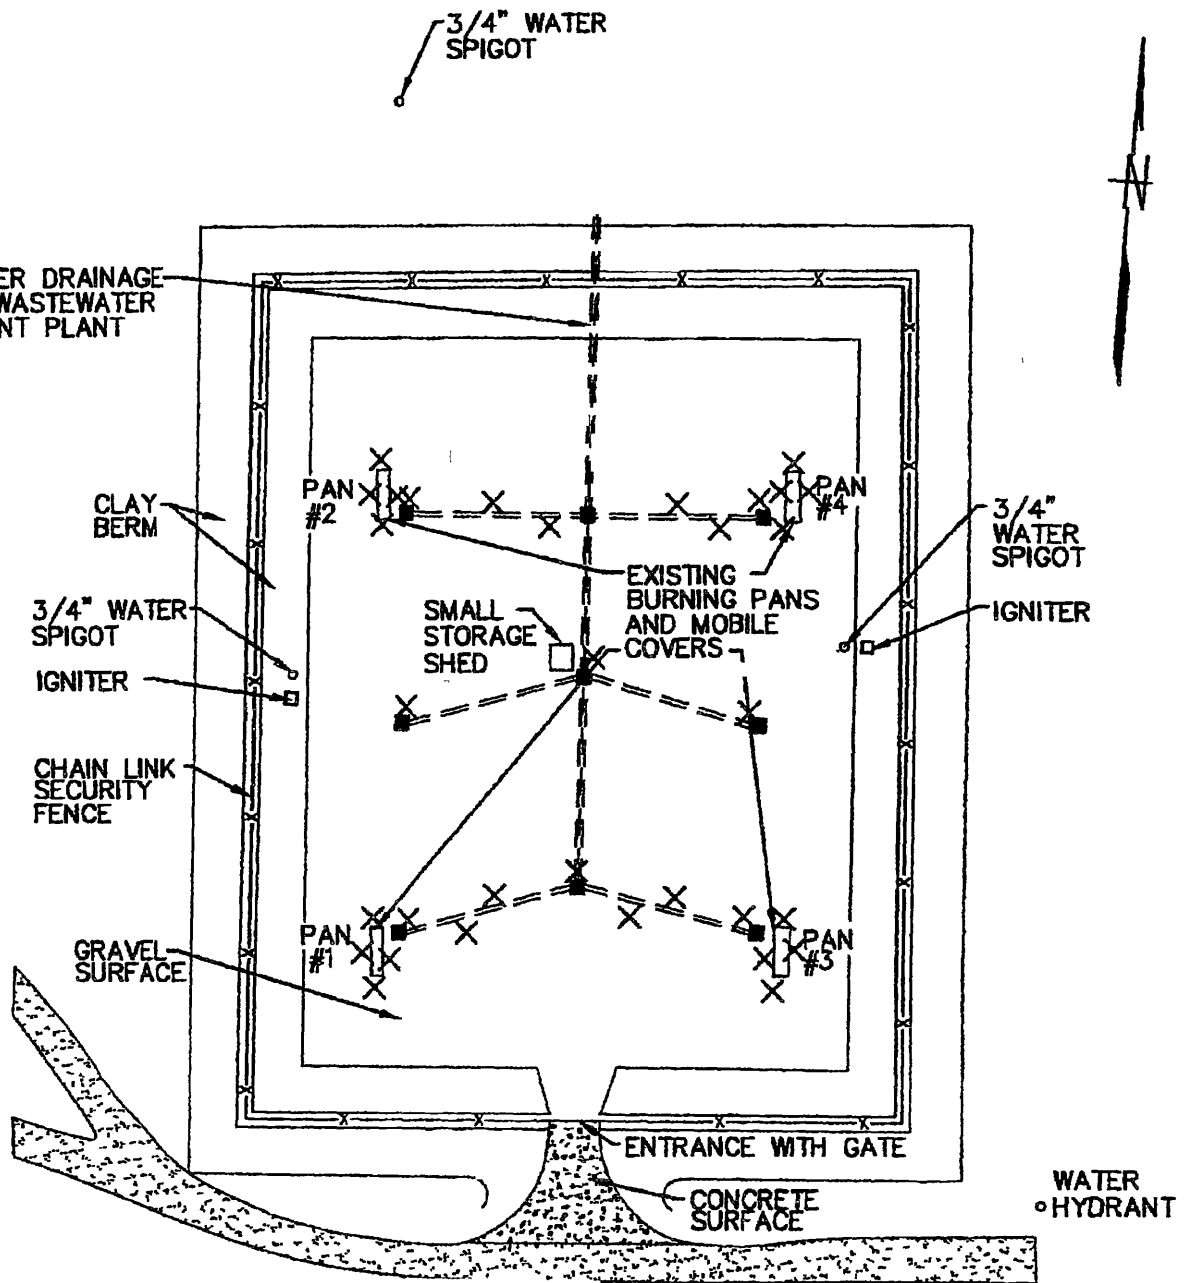 3/4" WATER
SPIGOT
N
ER DRAINAGE
WASTEWATER
NT PLANT
PAN
#2
PAN
#4
CLAY
BERM
3/4"
WATER
SPIGOT
EXISTING
BURNING PANS
AND MOBILE
COVERS
SMALL
STORAGE
SHED
3/4" WATER
SPIGOT
IGNITER
IGNITER
CHAIN LINK
SECURITY
FENCE
PAN
#1
PAN
#3
GRAVEL
SURFACE
ENTRANCE WITH GATE
CONCRETE
SURFACE
WATER
HYDRANT